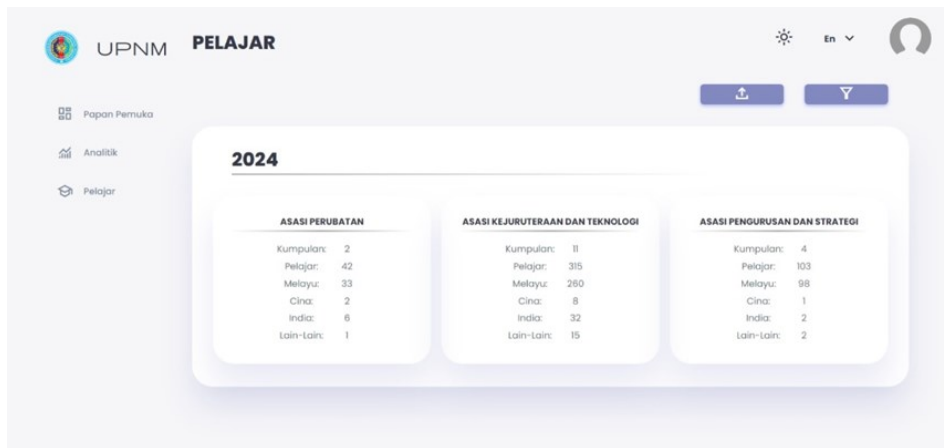 UPNM
PELAJAR
En
Papan Pemuka
Analitik
Pelajar
2024
ASASI PERUBATAN
Kumpulan: 2
Pelajar: 42
Melayu: 33
Cina: 2
India: 6
Lain-Lain: 1
ASASI KEJURUTERAAN DAN TEKNOLOGI
Kumpulan: 11
Pelajar: 315
Melayu: 260
Cina: 8
India: 32
Lain-Lain: 15
ASASI PENGURUSAN DAN STRATEGI
Kumpulan: 4
Pelajar: 103
Melayu: 98
Cina: 1
India: 2
Lain-Lain: 2